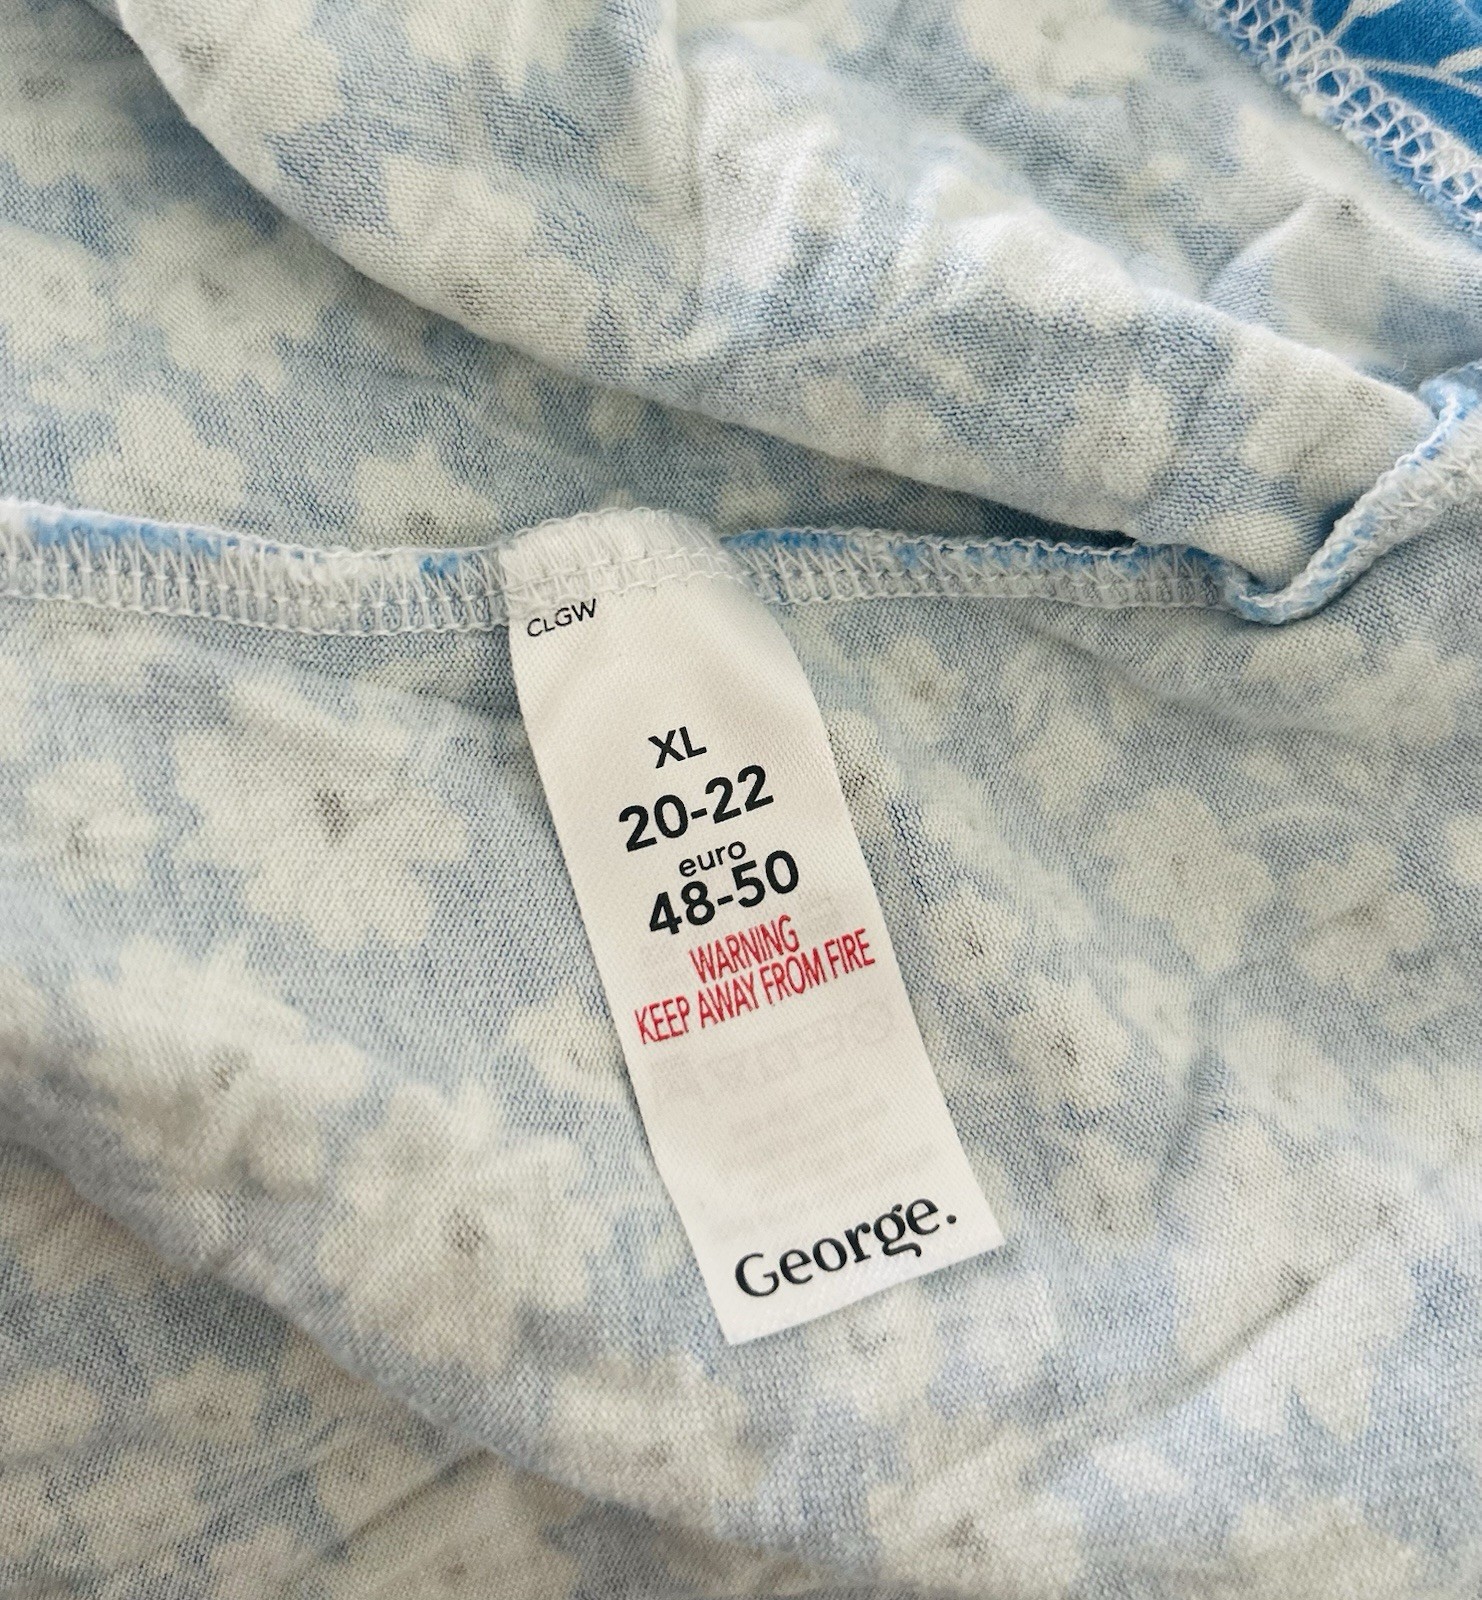 CLGW
XL
20-22
euro
48-50
WARNING
KEEP AWAY FROM FIRE
George.